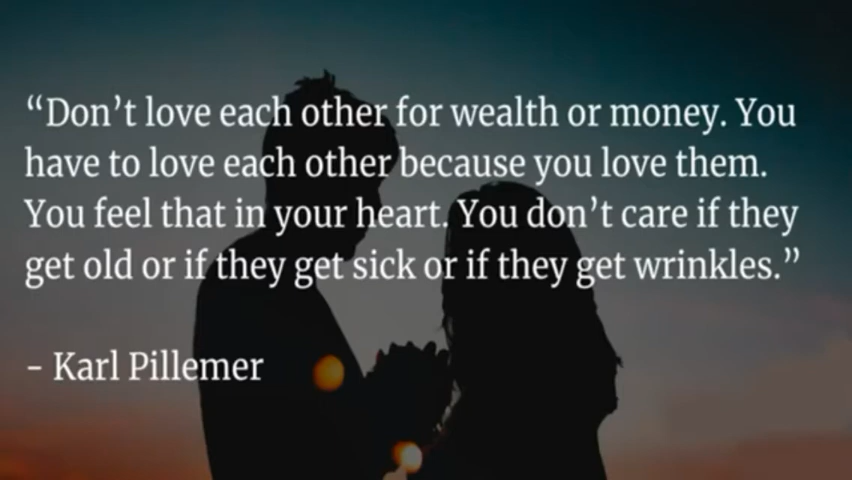 “Don’t love each other for wealth or money. You
have to love each other because you love them.
You feel that in your heart. You don’t care if they
get old or if they get sick or if they get wrinkles.”
- Karl Pillemer